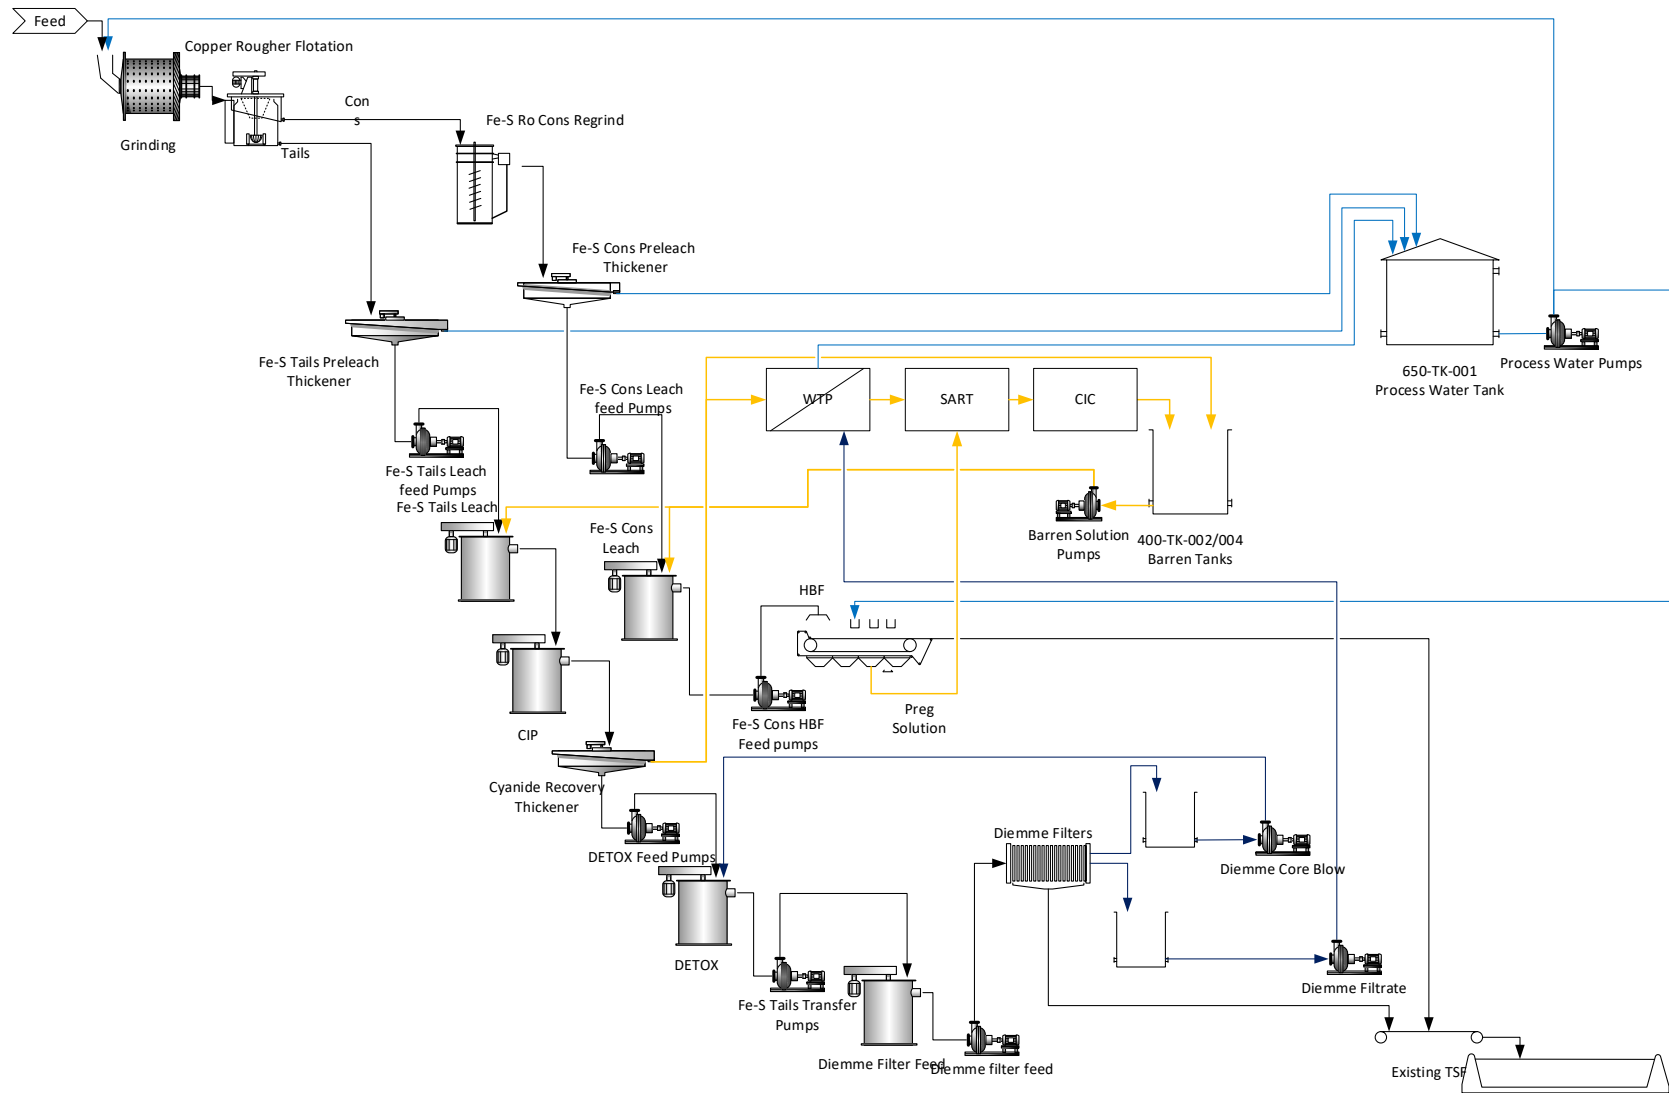 Feed
Copper Rougher Flotation
Con
s
Fe-S Ro Cons Regrind
Grinding
Tails
Fe-S Cons Preleach
Thickener
Fe-S Tails Preleach
Thickener
650-TK-001
Process Water Tank
Process Water Pumps
Fe-S Cons Leach
feed Pumps
WTP
SART
CIC
Fe-S Tails Leach
feed Pumps
Fe-S Tails Leach
Fe-S Cons
Leach
Barren Solution
Pumps
400-TK-002/004
Barren Tanks
HBF
CIP
Fe-S Cons HBF
Feed pumps
Preg
Solution
Cyanide Recovery
Thickener
DETOX Feed Pumps
Diemme Filters
Diemme Core Blow
DETOX
Fe-S Tails Transfer
Pumps
Diemme Filtrate
Diemme Filter Feed
Diemme filter feed
Existing TSF